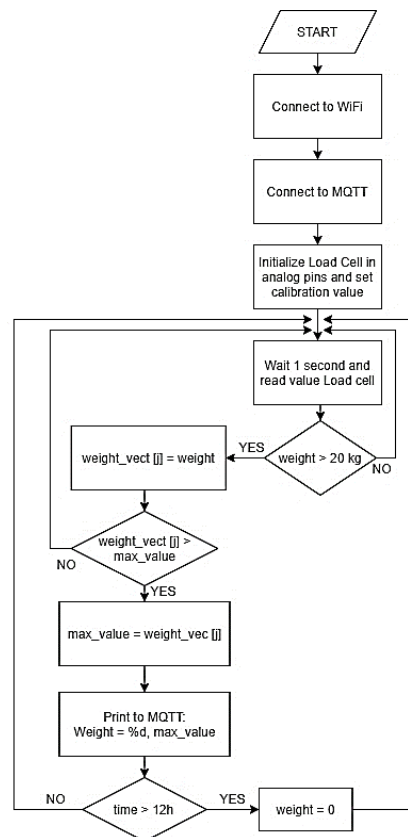 START
Connect to WiFi
Connect to MQTT
Initialize Load Cell in
analog pins and set
calibration value
Wait 1 second and
read value Load cell
weight > 20 kg
YES
NO
weight_vect [j] = weight
weight_vect [j] >
max_value
NO
YES
max_value = weight_vec [j]
Print to MQTT:
Weight = %d, max_value
time > 12h
NO
YES
weight = 0